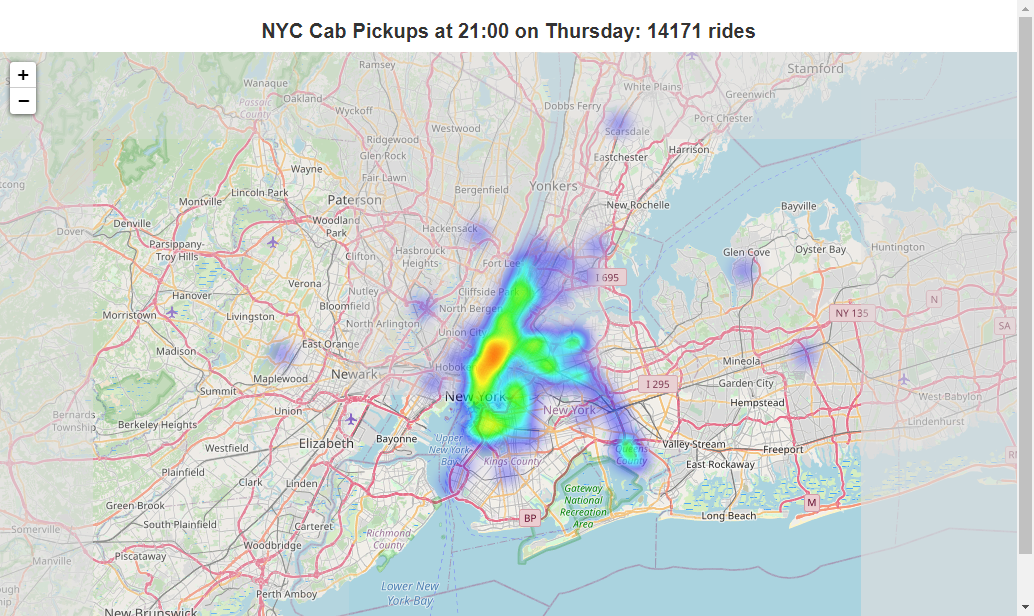 NYC Cab Pickups at 21:00 on Thursday: 14171 rides
+
−
Ramsey
Stamford
Wanaque
White Plains
Greenwich
Oakland
Passaic
County
Wyckoff
Dobbs Ferry
Port Chester
Westwood
Scarsdale
Ridgewood
Glen Rock
Harrison
Eastchester
Wayne
Fair Lawn
Lincoln Park
Bergenfield
Yonkers
Montville
Paterson
New Rochelle
Bayville
Denville
Woodland
Park
Hackensack
Dover
Parsippany-
Troy Hills
Hasbrouck
Heights
Clifton
Fort Lee
Glen Cove
Oyster Bay
Huntington
I 695
Verona
Nutley
Cliffside Park
Hanover
Bloomfield
North Bergen
N
Morristown
Livingston
North Arlington
NY 135
SA
Union City
Madison
East Orange
Mineola
Newark
Maplewood
Hoboken
I 295
Garden City
Summit
New York
West Babylon
Hempstead
Union
New York
Bernards
Township
Berkeley Heights
Lindenhurst
Elizabeth
Bayonne
Upper
New York
Bay
Valley Stream
Freeport
Westfield
Queens
County
Kings County
East Rockaway
Plainfield
Clark
Linden
Gateway
National
Recreation
Area
Green Brook
M
South Plainfield
BP
Long Beach
Carteret
Somerville
Richmond
County
Woodbridge
Piscataway
Manville
Perth Amboy
Lower New
York Bay
New Brunswick